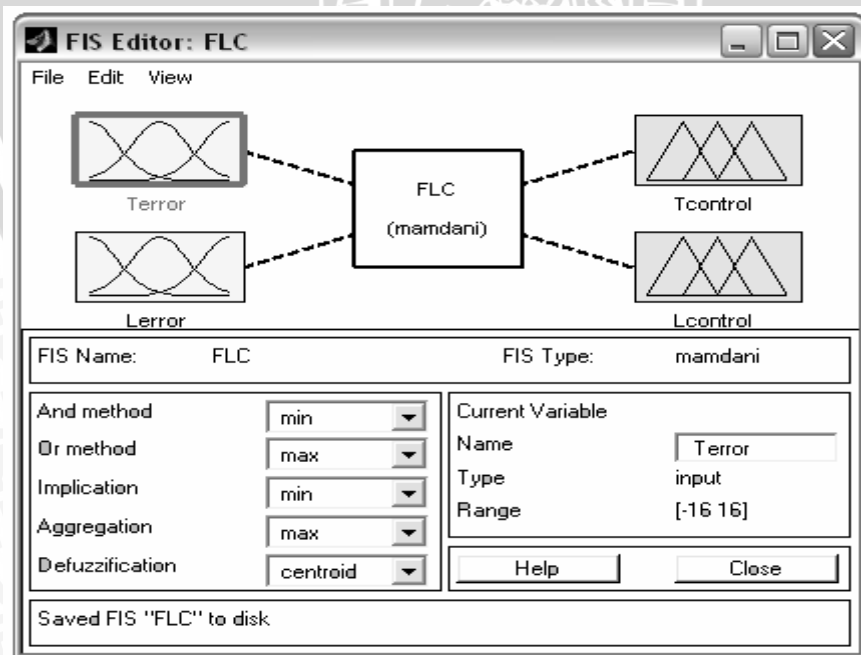 FIS Editor: FLC
File Edit View
Terror
Lerror
FLC
(mamdani)
Tcontrol
Lcontrol
FIS Name: FLC FIS Type: mamdani
And method min
Or method max
Implication min
Aggregation max
Defuzzification centroid
Current Variable
Name Terror
Type input
Range [-16 16]
Help Close
Saved FIS "FLC" to disk